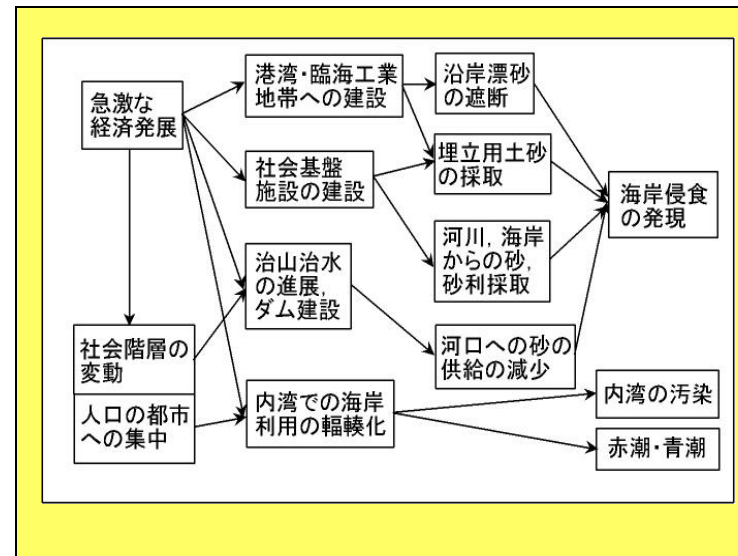 急激な
経済発展
社会階層の
変動
人口の都市
への集中
港湾・臨海工業
地帯への建設
社会基盤
施設の建設
治山治水
の進展,
ダム建設
内湾での海岸
利用の輻輳化
沿岸漂砂
の遮断
埋立用土砂
の採取
河川,海岸
からの砂,
砂利採取
河口への砂の
供給の減少
海岸侵食
の発現
内湾の汚染
赤潮・青潮